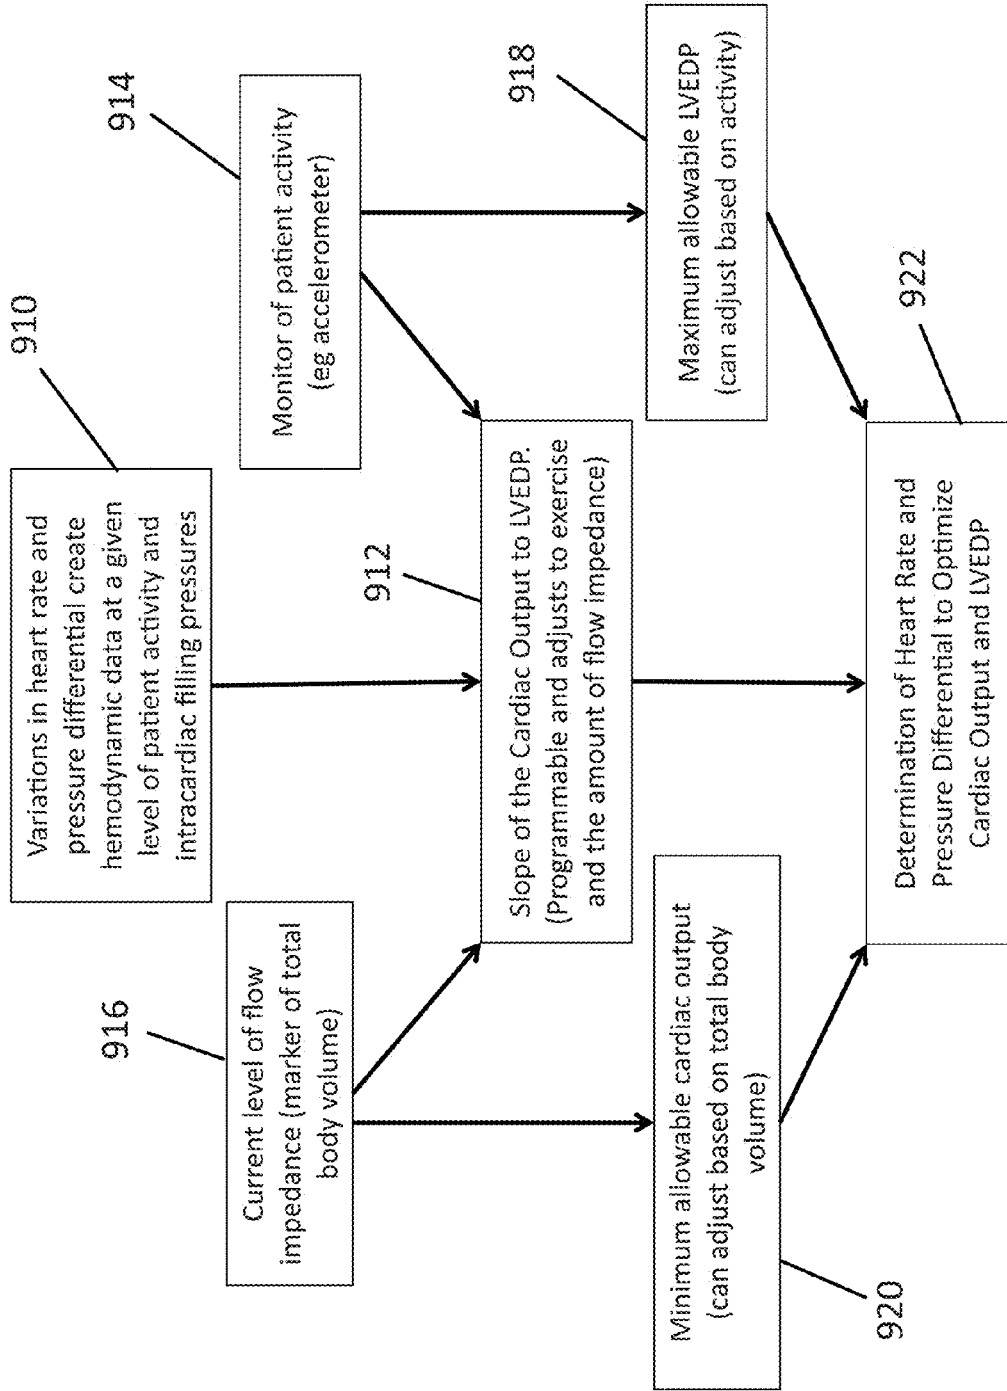 910
Variations in heart rate and
pressure differential create
hemodynamic data at a given
level of patient activity and
intracardiac filling pressures
914
Monitor of patient activity
(eg accelerometer)
916
Current level of flow
impedance (marker of total
body volume)
912
Slope of the Cardiac Output to LVEDP.
(Programmable and adjusts to exercise
and the amount of flow impedance)
918
Maximum allowable LVEDP
(can adjust based on activity)
920
Minimum allowable cardiac output
(can adjust based on total body
volume)
922
Determination of Heart Rate and
Pressure Differential to Optimize
Cardiac Output and LVEDP